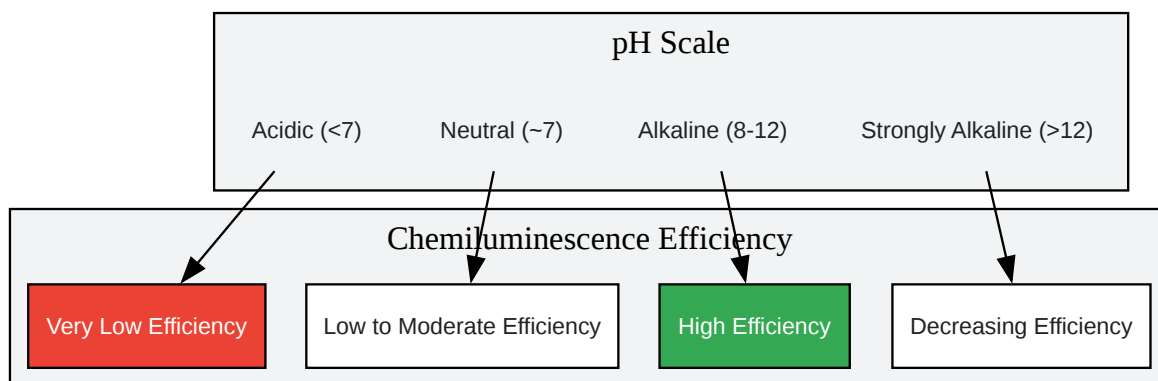 pH Scale
Acidic (<7)
Neutral (~7)
Alkaline (8-12)
Strongly Alkaline (>12)
Chemiluminescence Efficiency
Very Low Efficiency
Low to Moderate Efficiency
High Efficiency
Decreasing Efficiency